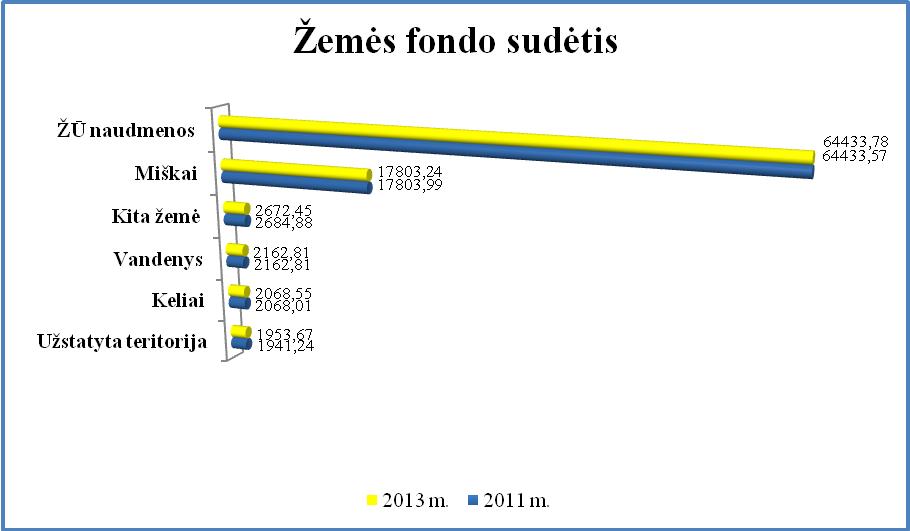 Žemės fondo sudėtis
ŽŪ naudmenos
64433,78
64433,57
Miškai
17803,24
17803,99
Kita žemė
2672,45
2684,88
Vandenys
2162,81
2162,81
Keliai
2068,55
2068,01
Užstatyta teritorija
1953,67
1941,24
2013 m. 2011 m.